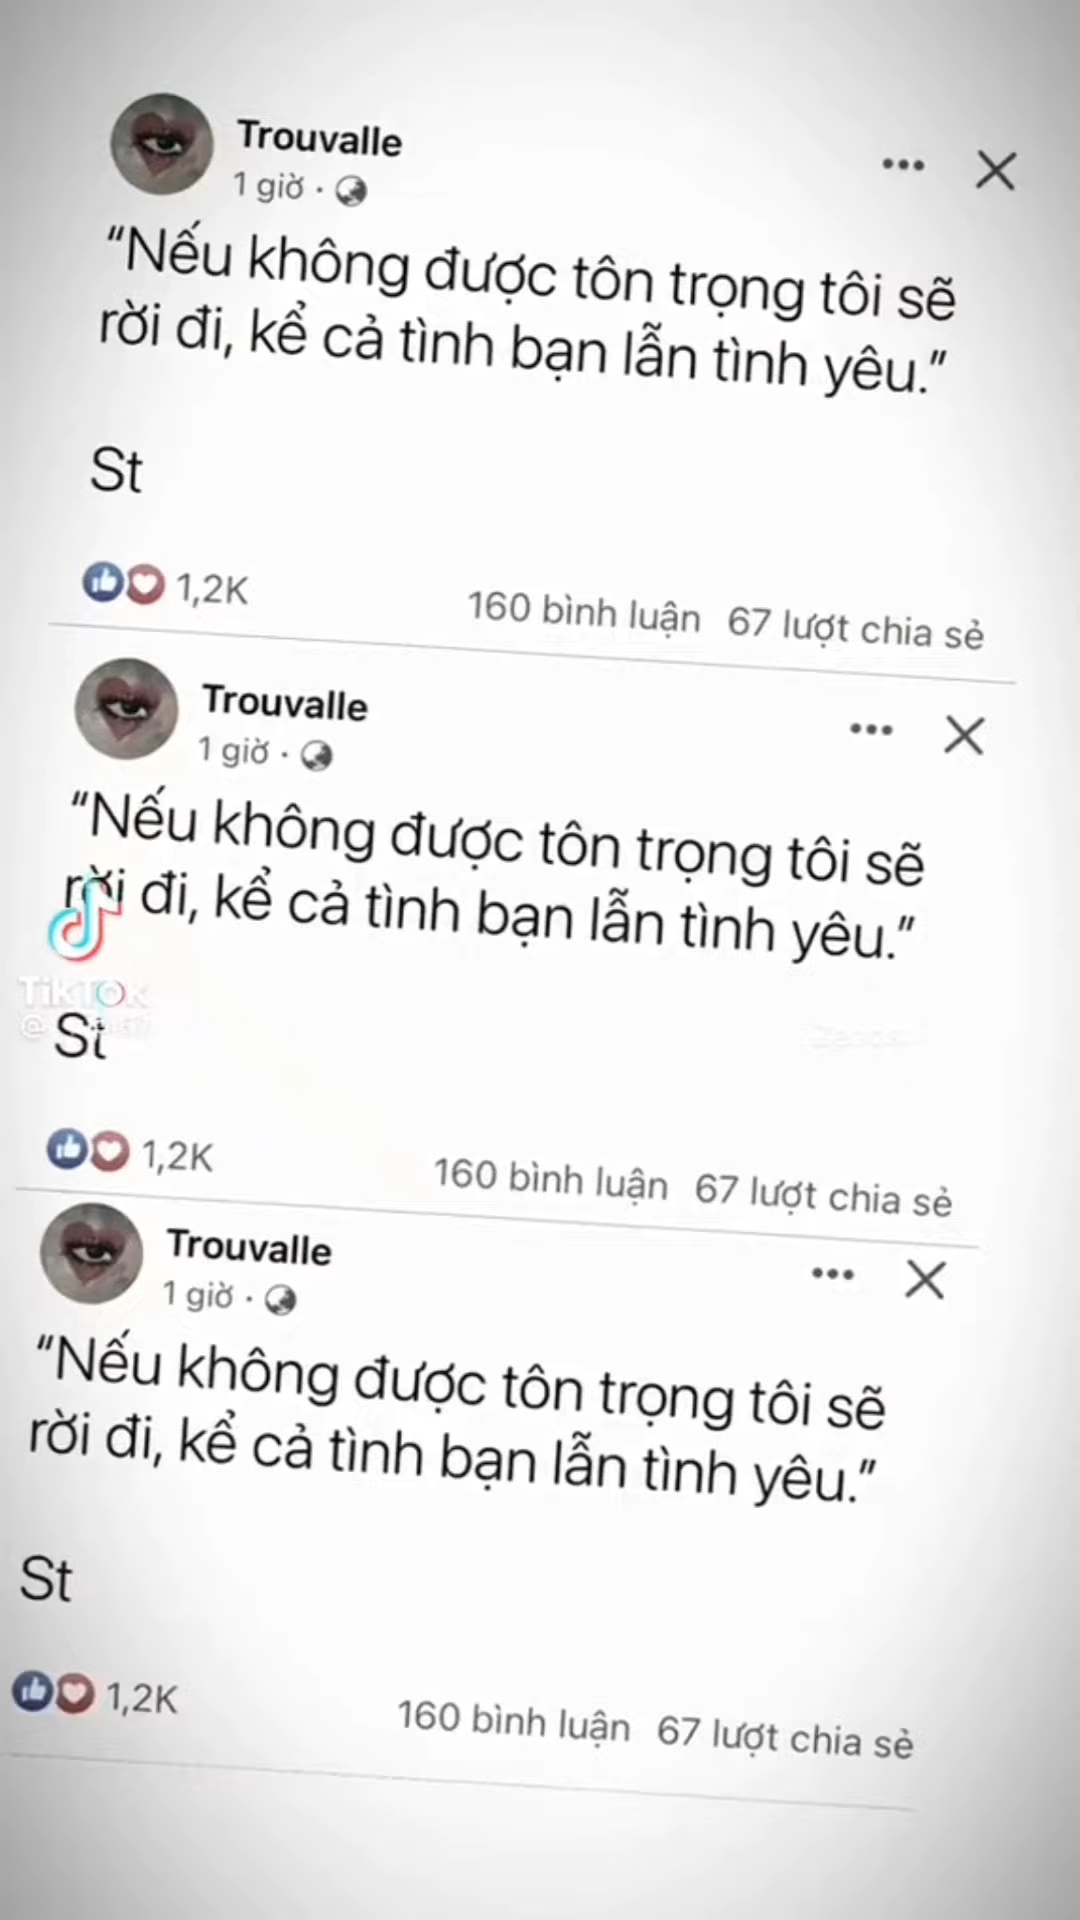 Trouvalle
1 giờ ·
“Nếu không được tôn trọng tôi sẽ
rời đi, kể cả tình bạn lẫn tình yêu.”
St
1,2K 160 bình luận 67 lượt chia sẻ
Trouvalle
1 giờ ·
“Nếu không được tôn trọng tôi sẽ
rời đi, kể cả tình bạn lẫn tình yêu.”
TikTok
St
1,2K 160 bình luận 67 lượt chia sẻ
Trouvalle
1 giờ ·
“Nếu không được tôn trọng tôi sẽ
rời đi, kể cả tình bạn lẫn tình yêu.”
St
1,2K 160 bình luận 67 lượt chia sẻ